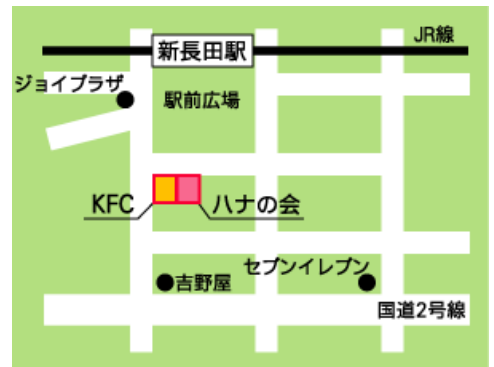 JR線
新長田駅
ジョイプラザ
駅前広場
KFC
ハナの会
セブンイレブン
吉野屋
国道2号線